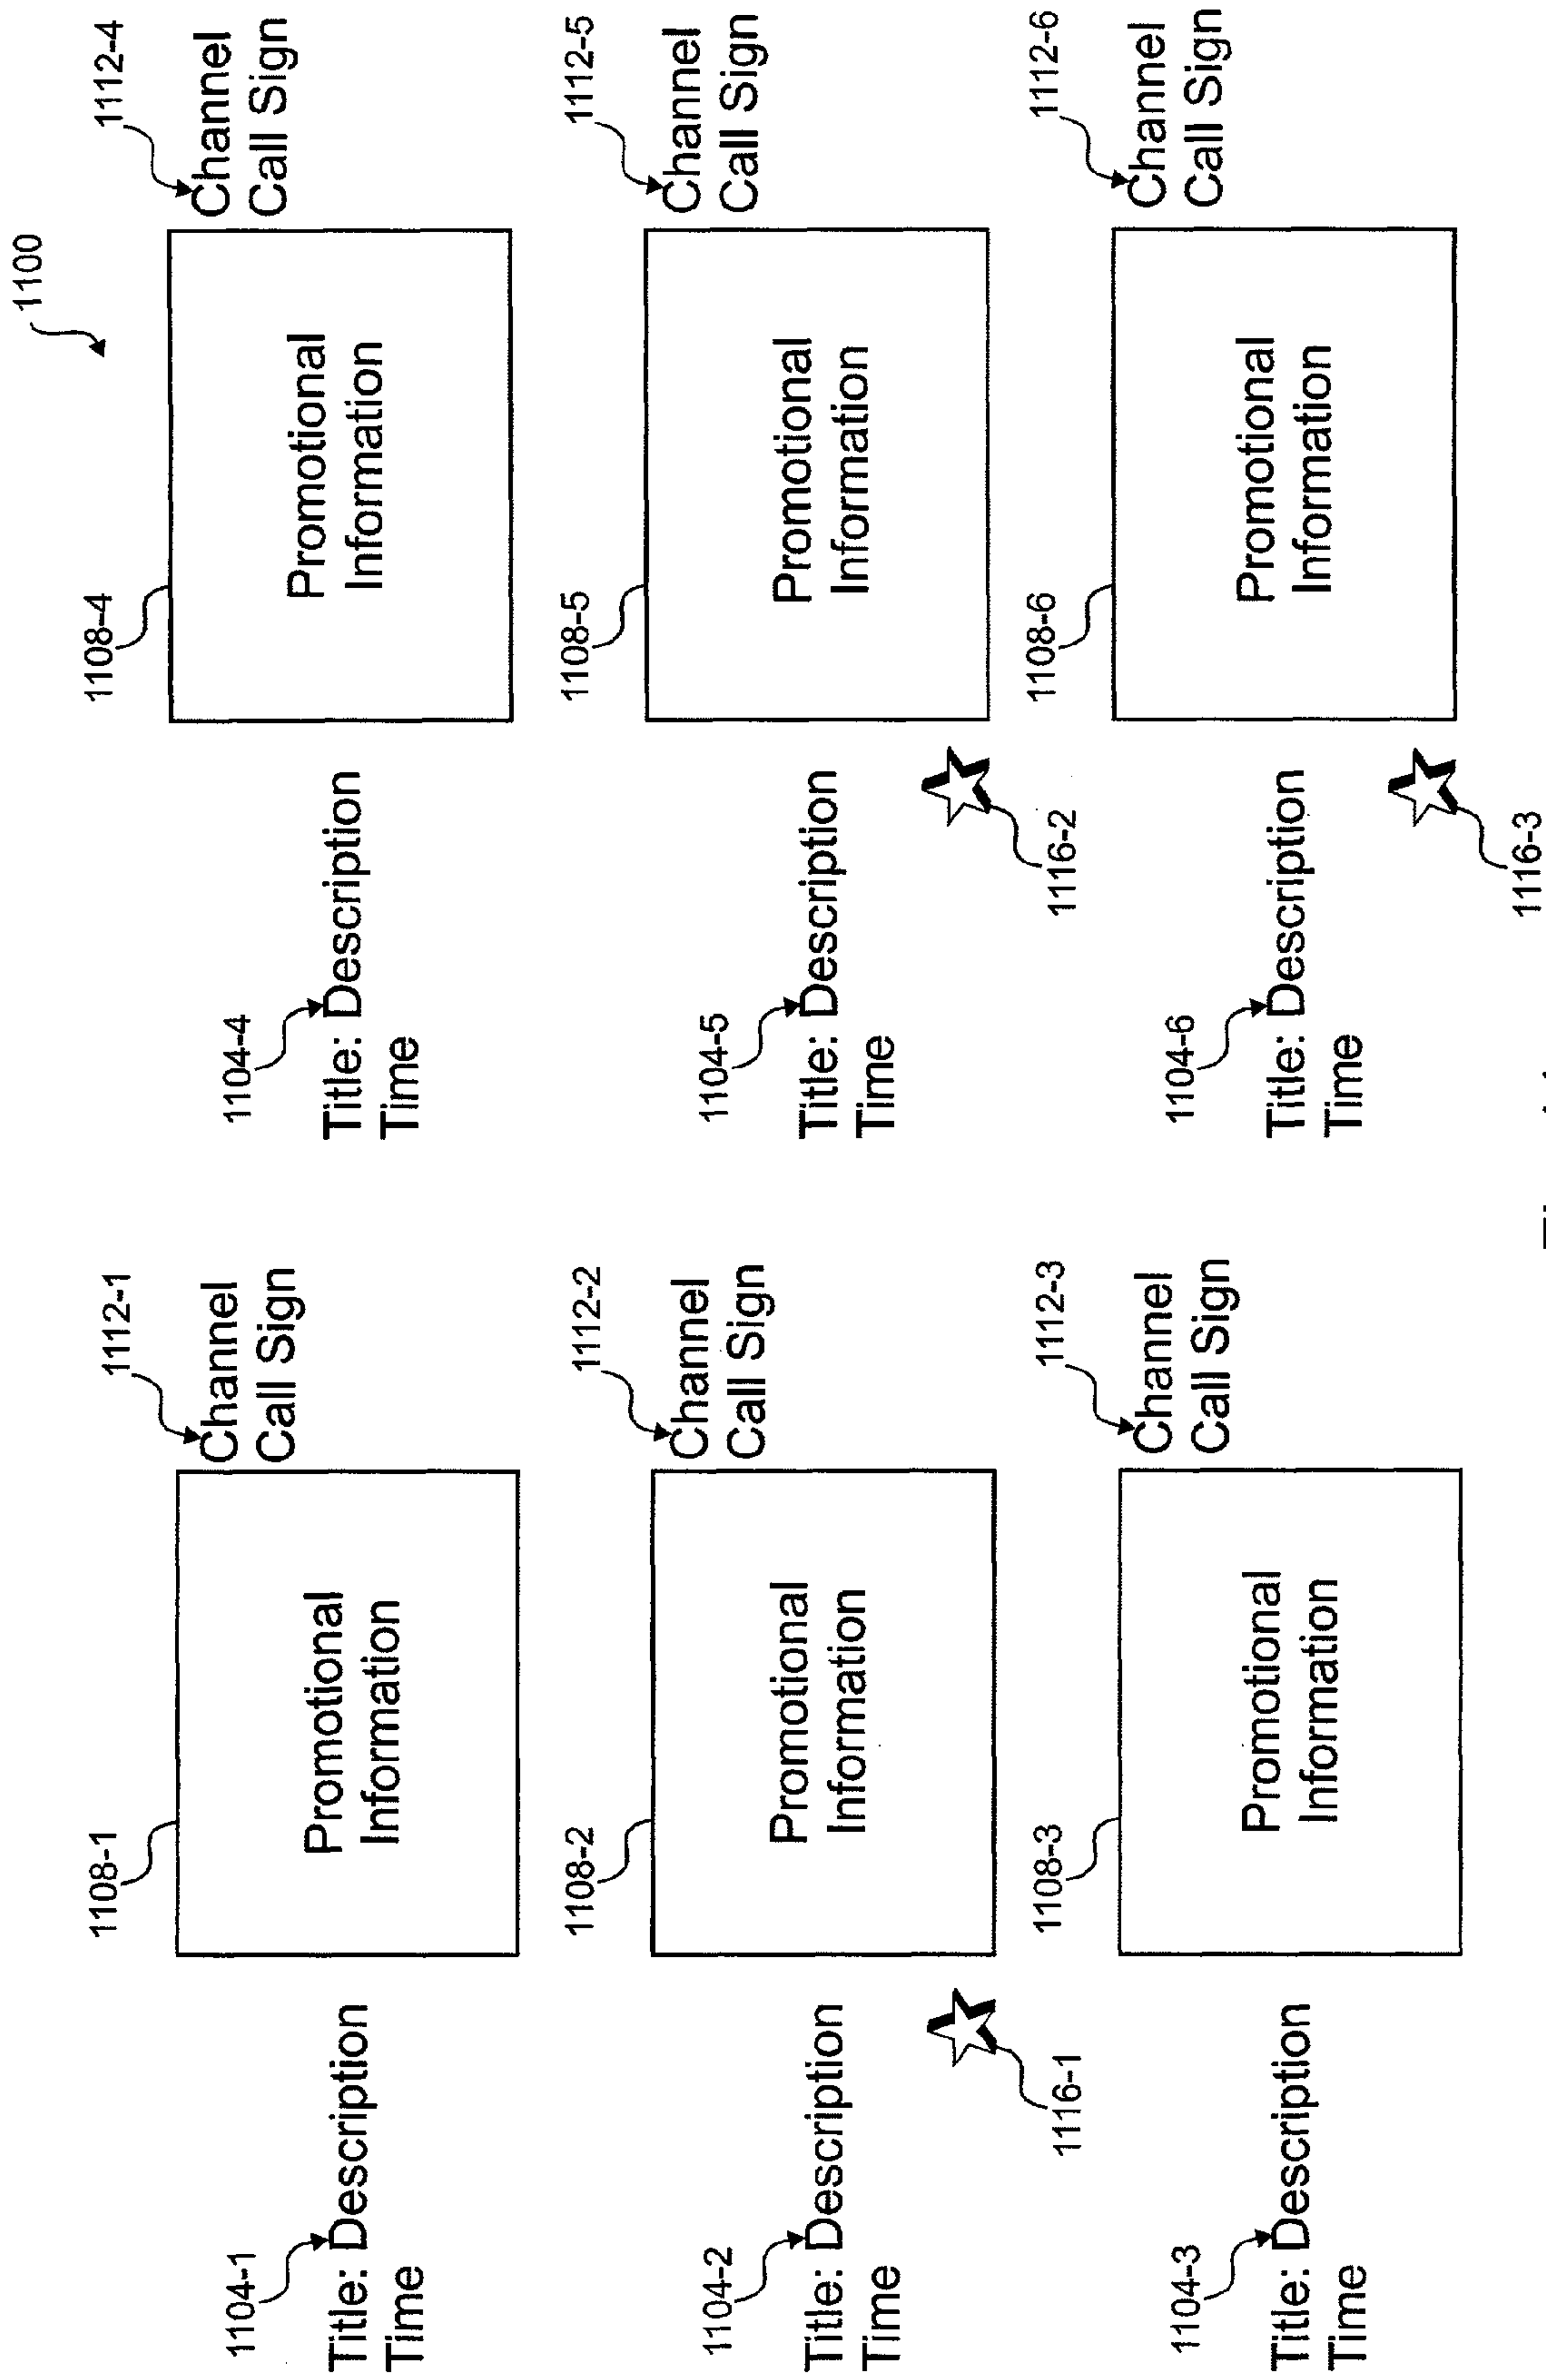 1100
1104-1
Title: Description
Time
1108-1
Promotional
Information
1112-1
Channel
Call Sign
1104-4
Title: Description
Time
1108-4
Promotional
Information
1112-4
Channel
Call Sign
1104-2
Title: Description
Time
1116-1
1108-2
Promotional
Information
1112-2
Channel
Call Sign
1104-5
Title: Description
Time
1116-2
1108-5
Promotional
Information
1112-5
Channel
Call Sign
1104-3
Title: Description
Time
1108-3
Promotional
Information
1112-3
Channel
Call Sign
1104-6
Title: Description
Time
1116-3
1108-6
Promotional
Information
1112-6
Channel
Call Sign